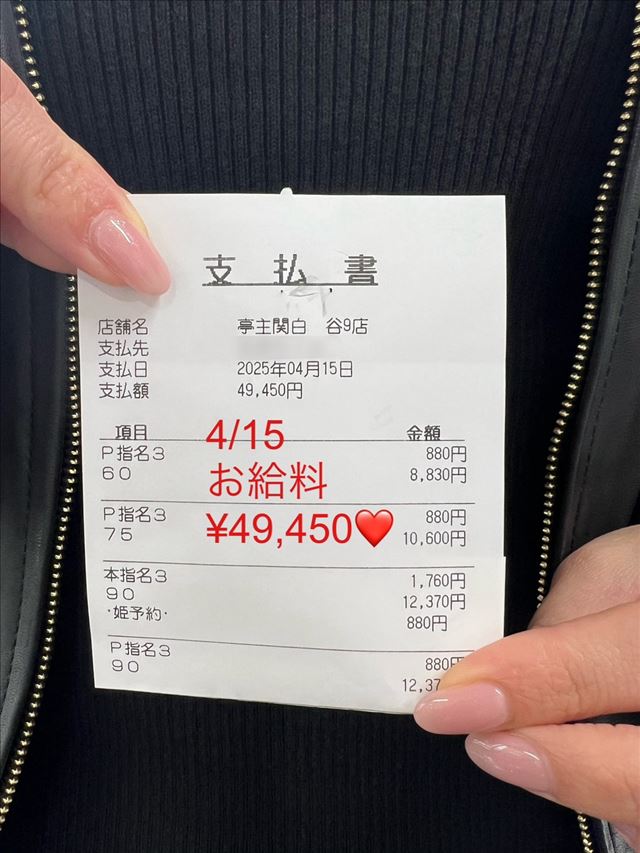 支払書
店舗名 亭主関白 谷9店
支払先
支払日 2025年04月15日
支払額 49,450円
項目 金額
P指名3 880円
60 8,830円
P指名3 880円
75 10,600円
本指名3 1,760円
90 12,370円
・姫予約・ 880円
P指名3 880円
90 12,37
4/15
お給料
¥49,450❤️